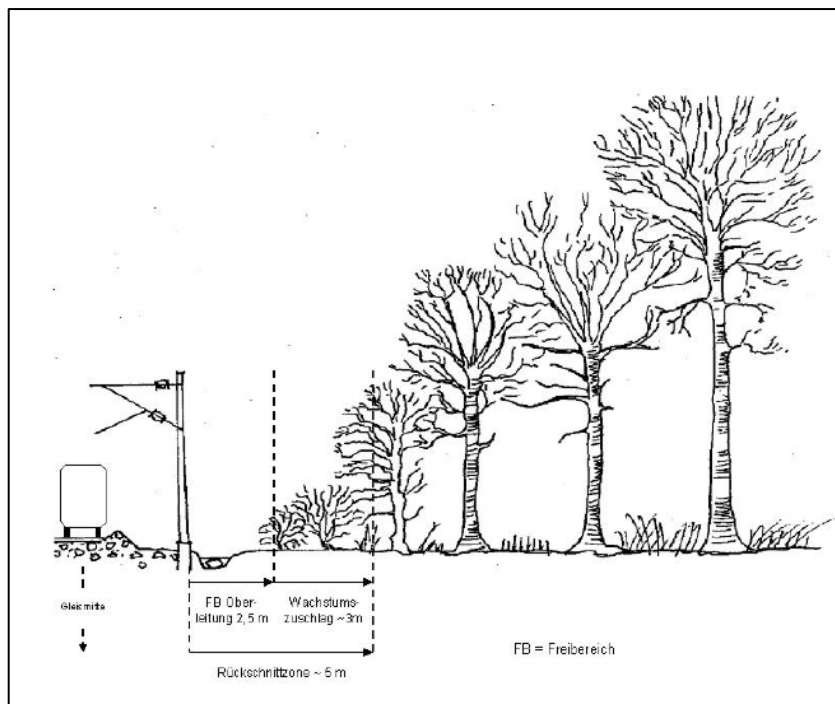 Gleismitte
FB Ober-
leitung 2,5 m
Wachstums-
zuschlag ~3m
Rückschnittzone ~ 5 m
FB = Freibereich